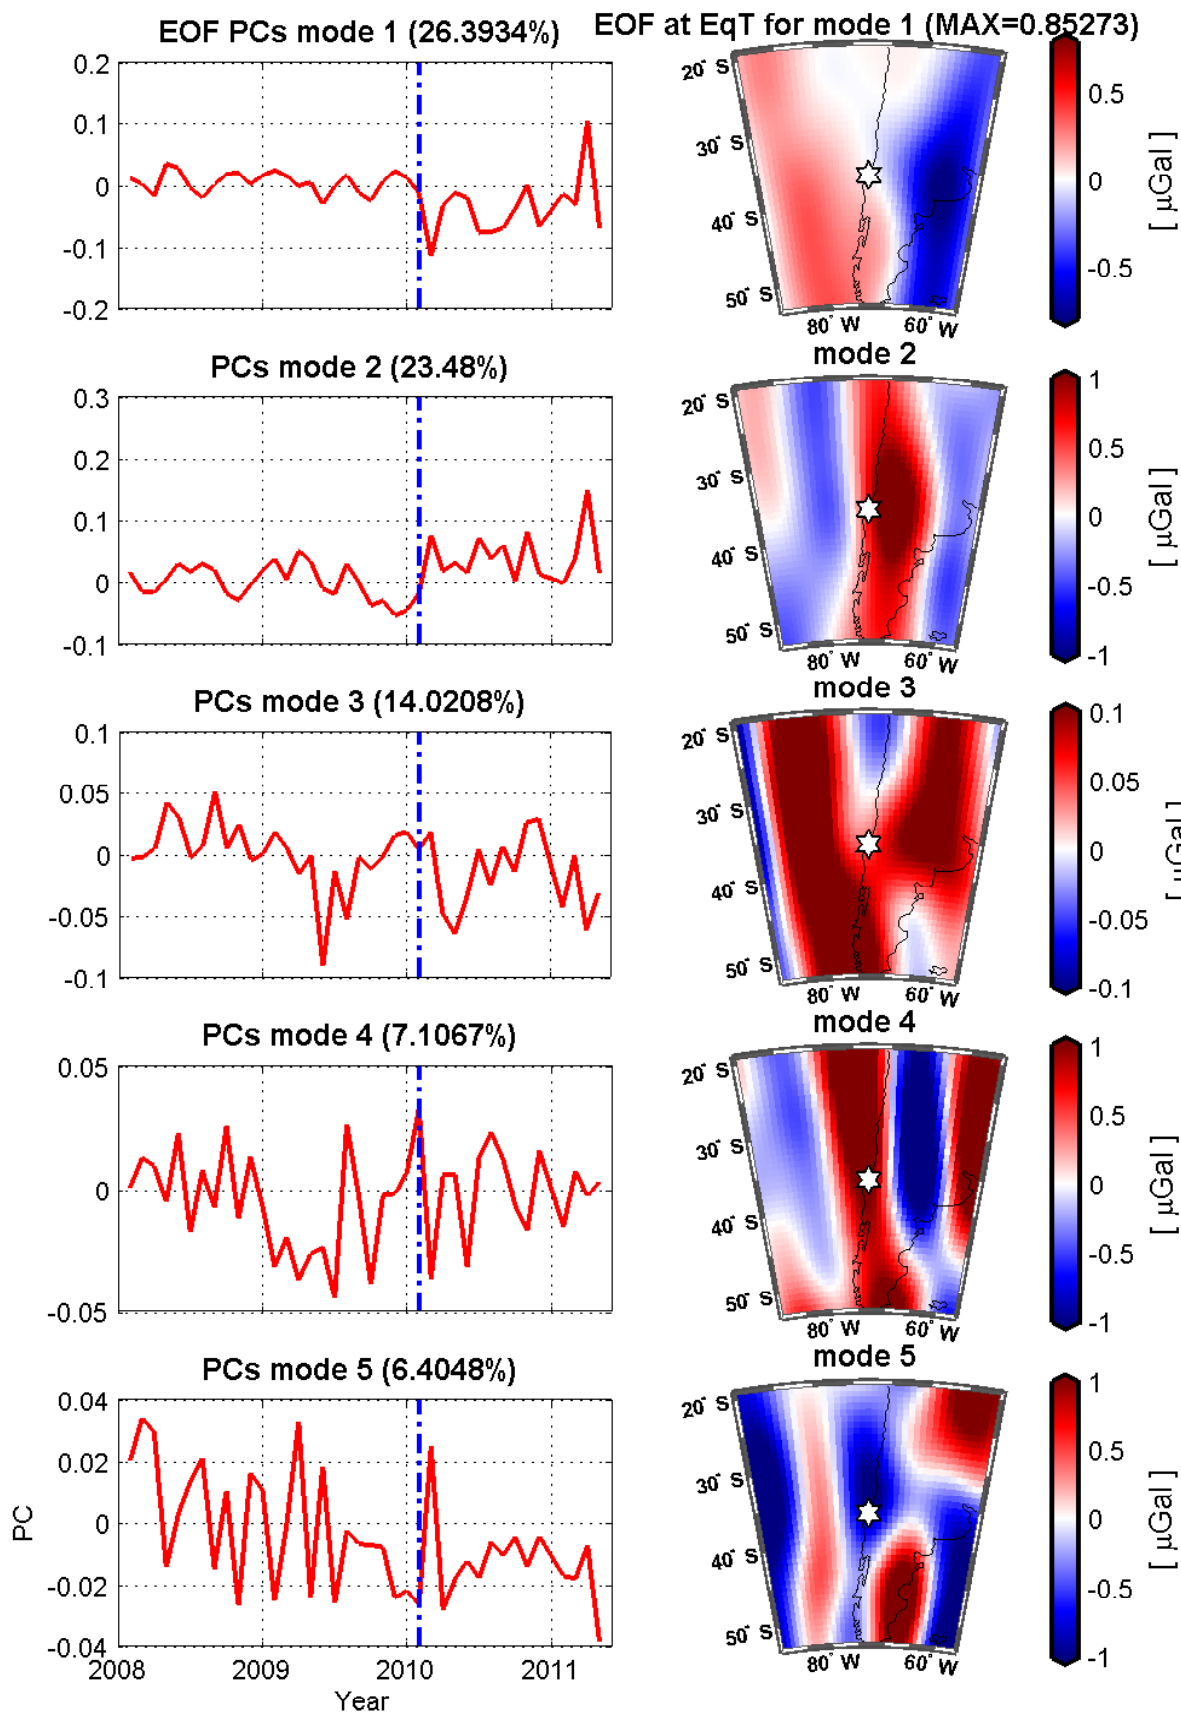 EOF PCs mode 1 (26.3934%)
EOF at EqT for mode 1 (MAX=0.85273)
0.2
0.1
0
-0.1
-0.2
20° S
30° S
40° S
50° S
80° W
60° W
0.5
0
-0.5
[ μGal ]
PCs mode 2 (23.48%)
mode 2
0.3
0.2
0.1
0
-0.1
20° S
30° S
40° S
50° S
80° W
60° W
1
0.5
0
-0.5
-1
[ μGal ]
PCs mode 3 (14.0208%)
mode 3
0.1
0.05
0
-0.05
-0.1
20° S
30° S
40° S
50° S
80° W
60° W
0.1
0.05
0
-0.05
-0.1
[ μGal ]
PCs mode 4 (7.1067%)
mode 4
0.05
0
-0.05
20° S
30° S
40° S
50° S
80° W
60° W
1
0.5
0
-0.5
-1
[ μGal ]
PCs mode 5 (6.4048%)
mode 5
0.04
0.02
0
-0.02
-0.04
PC
2008
2009
2010
2011
Year
20° S
30° S
40° S
50° S
80° W
60° W
1
0.5
0
-0.5
-1
[ μGal ]